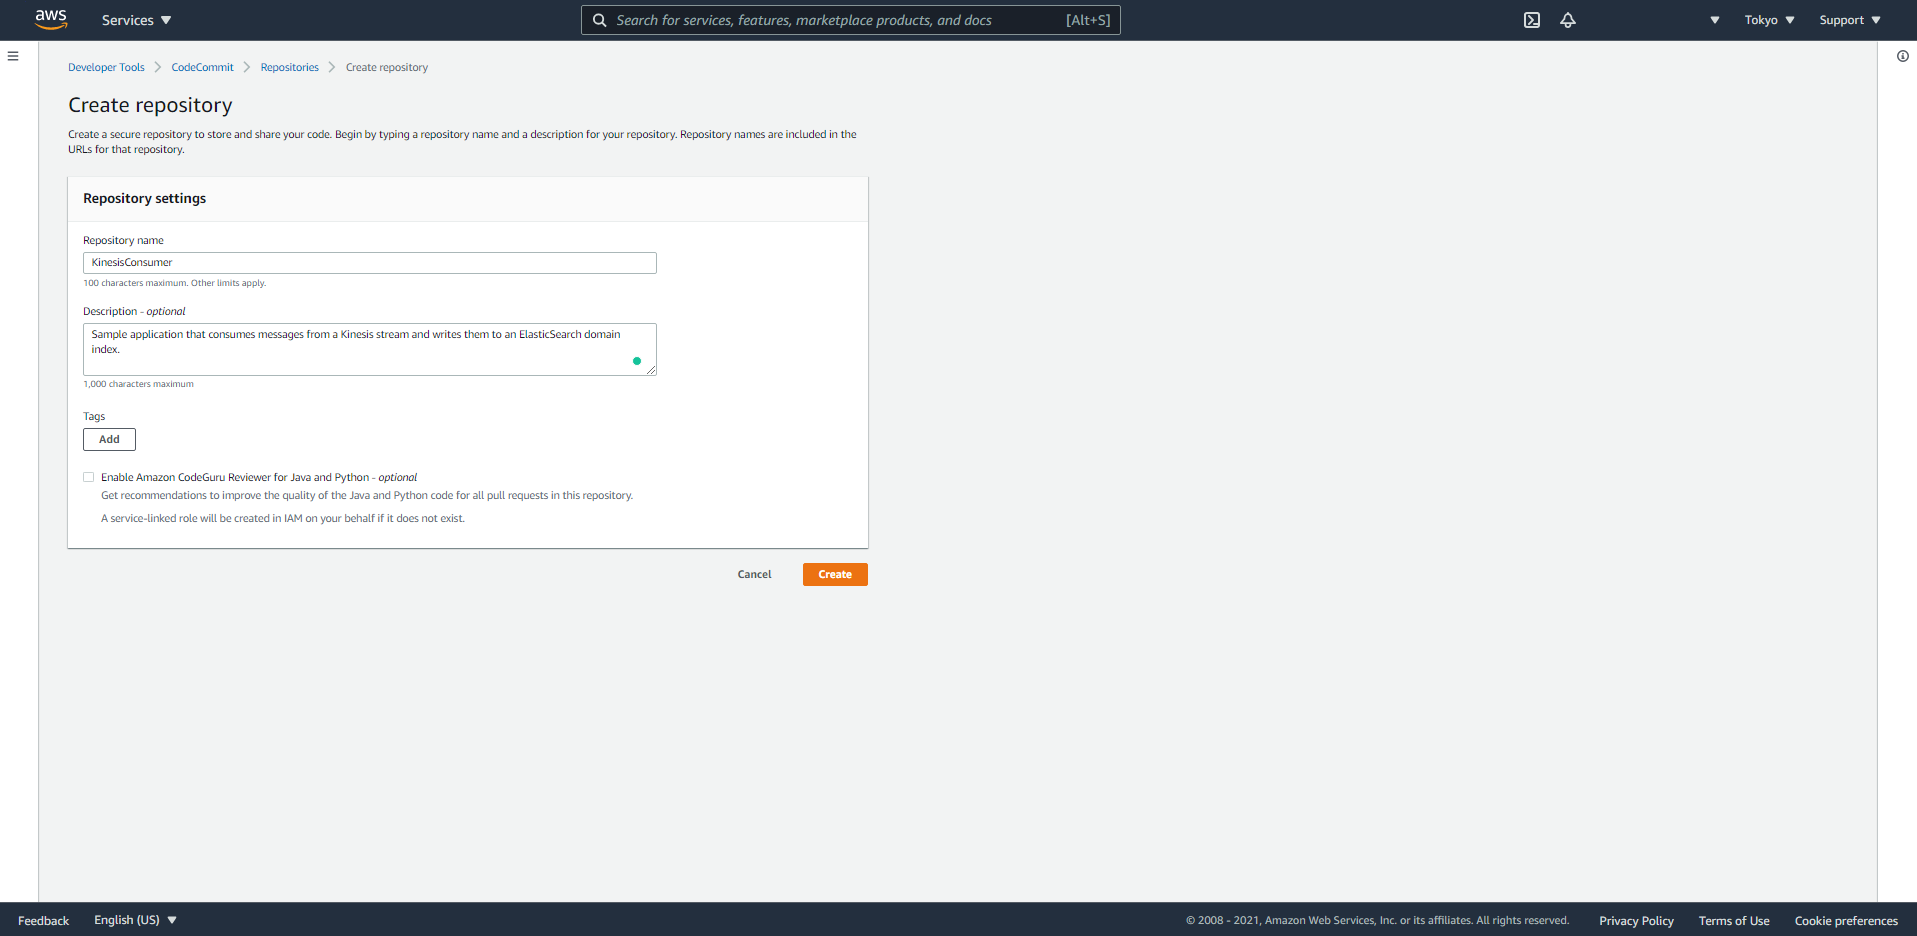 aws
Services
Search for services, features, marketplace products, and docs [Alt+S]
Tokyo
Support
Developer Tools
CodeCommit
Repositories
Create repository
Create repository
Create a secure repository to store and share your code. Begin by typing a repository name and a description for your repository. Repository names are included in the
URLs for that repository.
Repository settings
Repository name
KinesisConsumer
100 characters maximum. Other limits apply.
Description - optional
Sample application that consumes messages from a Kinesis stream and writes them to an ElasticSearch domain
index.
1,000 characters maximum
Tags
Add
Enable Amazon CodeGuru Reviewer for Java and Python - optional
Get recommendations to improve the quality of the Java and Python code for all pull requests in this repository.
A service-linked role will be created in IAM on your behalf if it does not exist.
Cancel
Create
Feedback
English (US)
© 2008 - 2021, Amazon Web Services, Inc. or its affiliates. All rights reserved.
Privacy Policy
Terms of Use
Cookie preferences